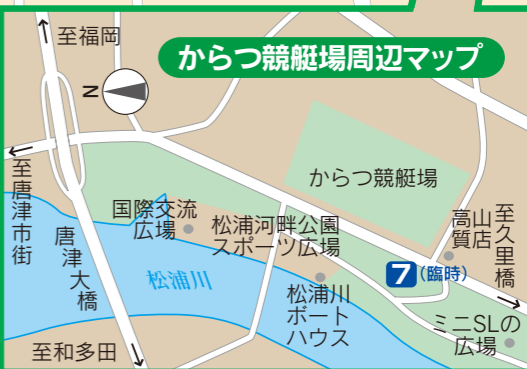 至福岡
からつ競艇場周辺マップ
N
至唐津市街
唐津大橋
国際交流
広場
松浦河畔公園
スポーツ広場
からつ競艇場
高山
質店
至久里橋
7(臨時)
松浦川
松浦川
ボート
ハウス
ミニSLの
広場
至和多田